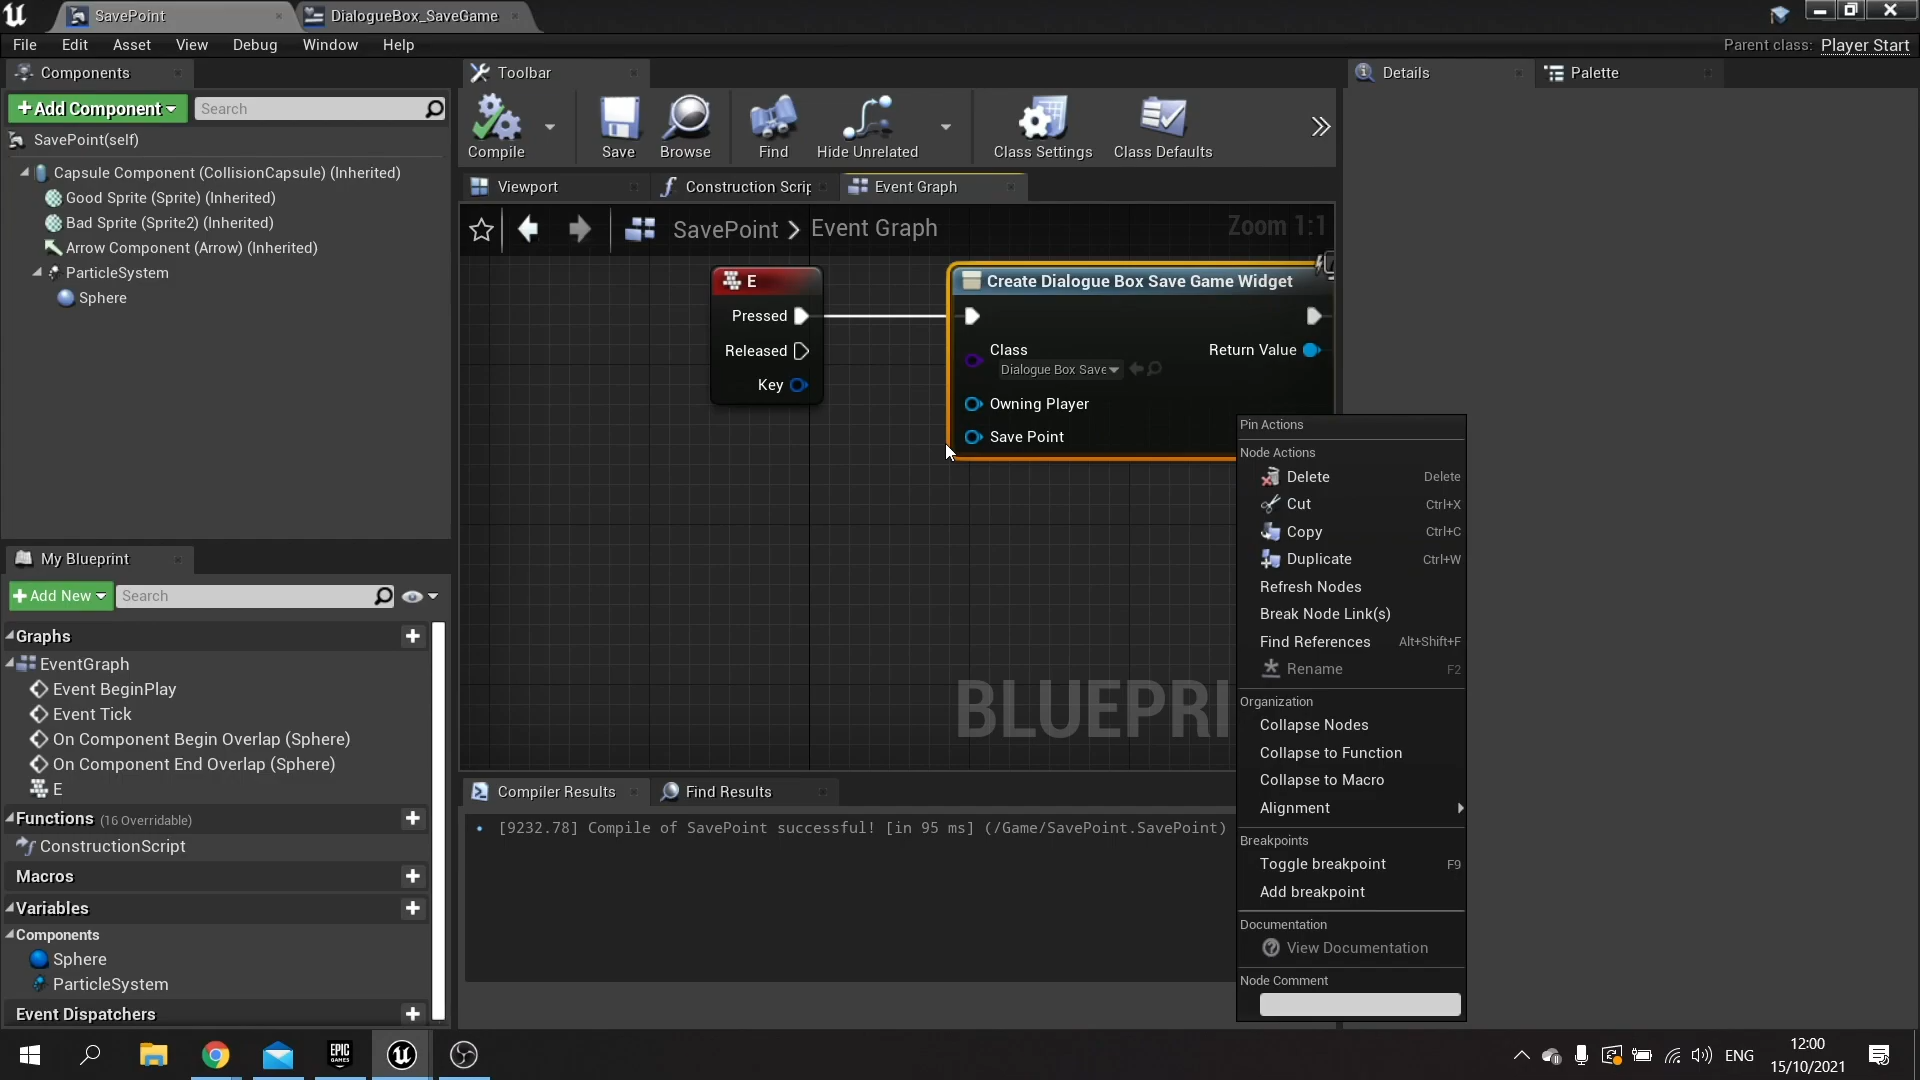 SavePoint
DialogueBox_SaveGame
File Edit Asset View Debug Window Help
Parent class: Player Start
Components
+ Add Component
Search
SavePoint(self)
Capsule Component (CollisionCapsule) (Inherited)
Good Sprite (Sprite) (Inherited)
Bad Sprite (Sprite2) (Inherited)
Arrow Component (Arrow) (Inherited)
ParticleSystem
Sphere
Toolbar
Compile
Save
Browse
Find
Hide Unrelated
Class Settings
Class Defaults
Viewport
Construction Scrip
Event Graph
SavePoint > Event Graph
Zoom 1:1
E
Pressed
Released
Key
Create Dialogue Box Save Game Widget
Class
Dialogue Box Save
Return Value
Owning Player
Save Point
BLUEPRI
Pin Actions
Node Actions
Delete Delete
Cut Ctrl+X
Copy Ctrl+C
Duplicate Ctrl+W
Refresh Nodes
Break Node Link(s)
Find References Alt+Shift+F
Rename F2
Organization
Collapse Nodes
Collapse to Function
Collapse to Macro
Alignment
Breakpoints
Toggle breakpoint F9
Add breakpoint
Documentation
View Documentation
Node Comment
Details
Palette
My Blueprint
+ Add New
Search
Graphs
EventGraph
Event BeginPlay
Event Tick
On Component Begin Overlap (Sphere)
On Component End Overlap (Sphere)
E
Functions (16 Overridable)
ConstructionScript
Macros
Variables
Components
Sphere
ParticleSystem
Event Dispatchers
Compiler Results
Find Results
[9232.78] Compile of SavePoint successful! [in 95 ms] (/Game/SavePoint.SavePoint)
EPIC
GAMES
ENG
12:00
15/10/2021